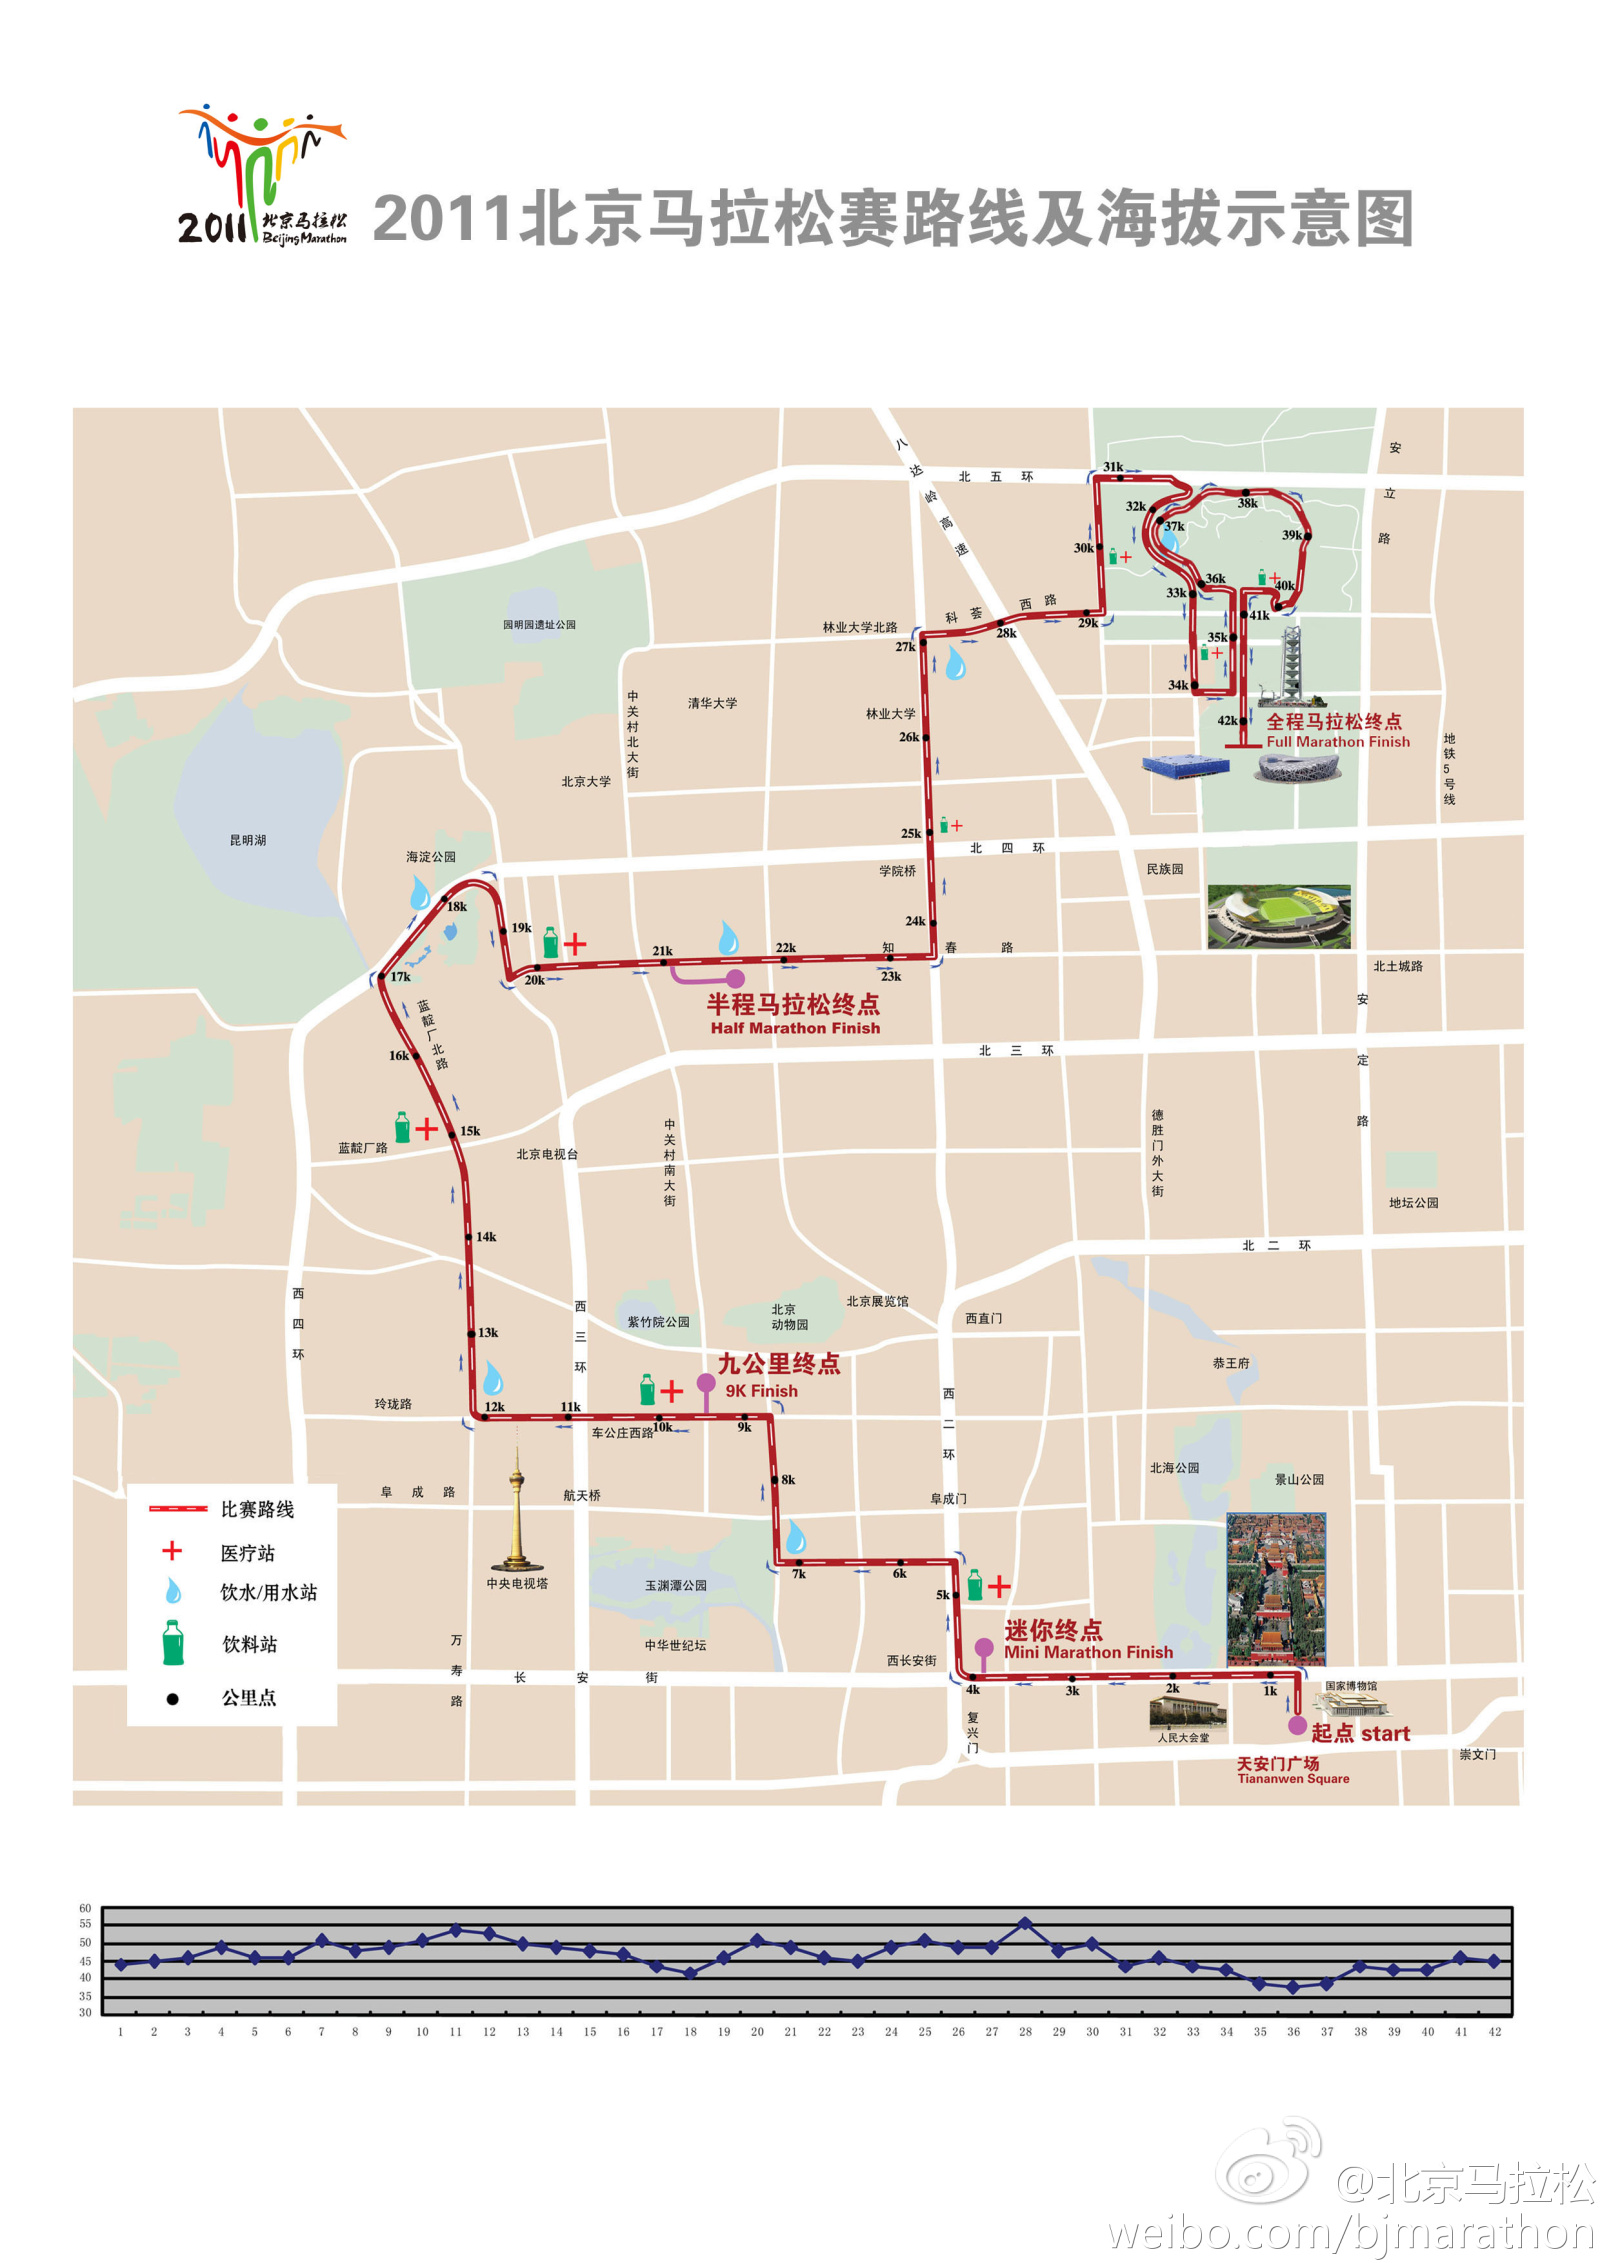 2011北京马拉松
Beijing Marathon
2011北京马拉松赛路线及海拔示意图
八达岭高速
北 五 环
安立路
31k
32k
37k
38k
39k
30k
36k
33k
40k
41k
35k
34k
42k
全程马拉松终点
Full Marathon Finish
科荟西路
29k
28k
27k
林业大学北路
园明园遗址公园
中关村北大街
清华大学
林业大学
26k
北京大学
地铁5号线
昆明湖
海淀公园
25k
学院桥
北 四 环
民族园
18k
19k
24k
17k
20k
21k
22k
23k
知 春 路
北土城路
半程马拉松终点
Half Marathon Finish
蓝靛厂北路
16k
北 三 环
安定路
15k
蓝靛厂路
北京电视台
中关村南大街
德胜门外大街
地坛公园
14k
北 二 环
西四环
西三环
紫竹院公园
北京
动物园
北京展览馆
西直门
13k
九公里终点
9K Finish
恭王府
玲珑路
12k
11k
车公庄西路
10k
9k
西二环
8k
北海公园
景山公园
阜 成 路
航天桥
阜成门
比赛路线
医疗站
饮水/用水站
饮料站
公里点
中央电视塔
玉渊潭公园
7k
6k
5k
中华世纪坛
迷你终点
Mini Marathon Finish
西长安街
万寿路
长 安 街
4k
3k
2k
1k
国家博物馆
复兴门
人民大会堂
起点 start
天安门广场
Tiananwen Square
崇文门
60
55
50
45
40
35
30
1 2 3 4 5 6 7 8 9 10 11 12 13 14 15 16 17 18 19 20 21 22 23 24 25 26 27 28 29 30 31 32 33 34 35 36 37 38 39 40 41 42
@北京马拉松
weibo.com/bjmarathon